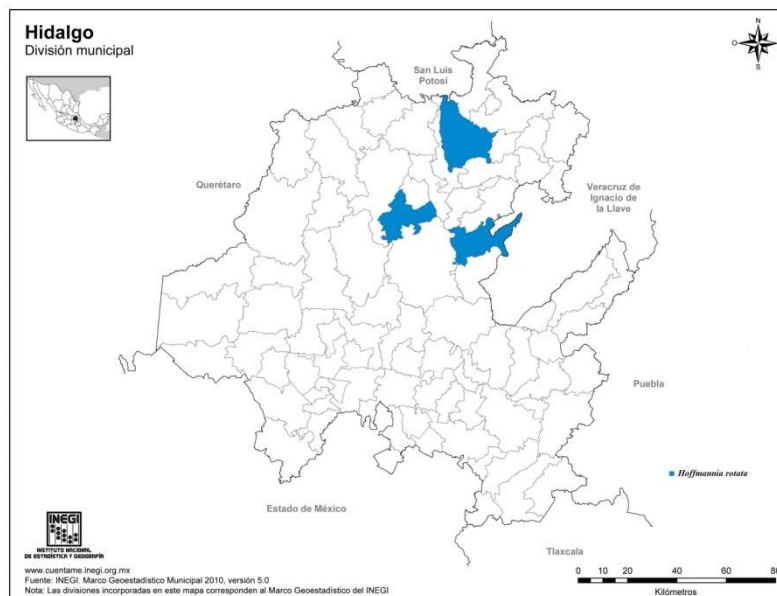 Hidalgo
División municipal
N
O
E
S
San Luis
Potosí
Querétaro
Veracruz de
Ignacio de
la Llave
Puebla
Hoffmannia rotata
Estado de México
Tlaxcala
INEGI
INSTITUTO NACIONAL
DE ESTADÍSTICA Y GEOGRAFÍA
www.cuentame.inegi.org.mx
Fuente: INEGI. Marco Geoestadístico Municipal 2010, versión 5.0
Nota: Las divisiones incorporadas en este mapa corresponden al Marco Geoestadístico del INEGI
0 10 20 40 60 80
Kilómetros